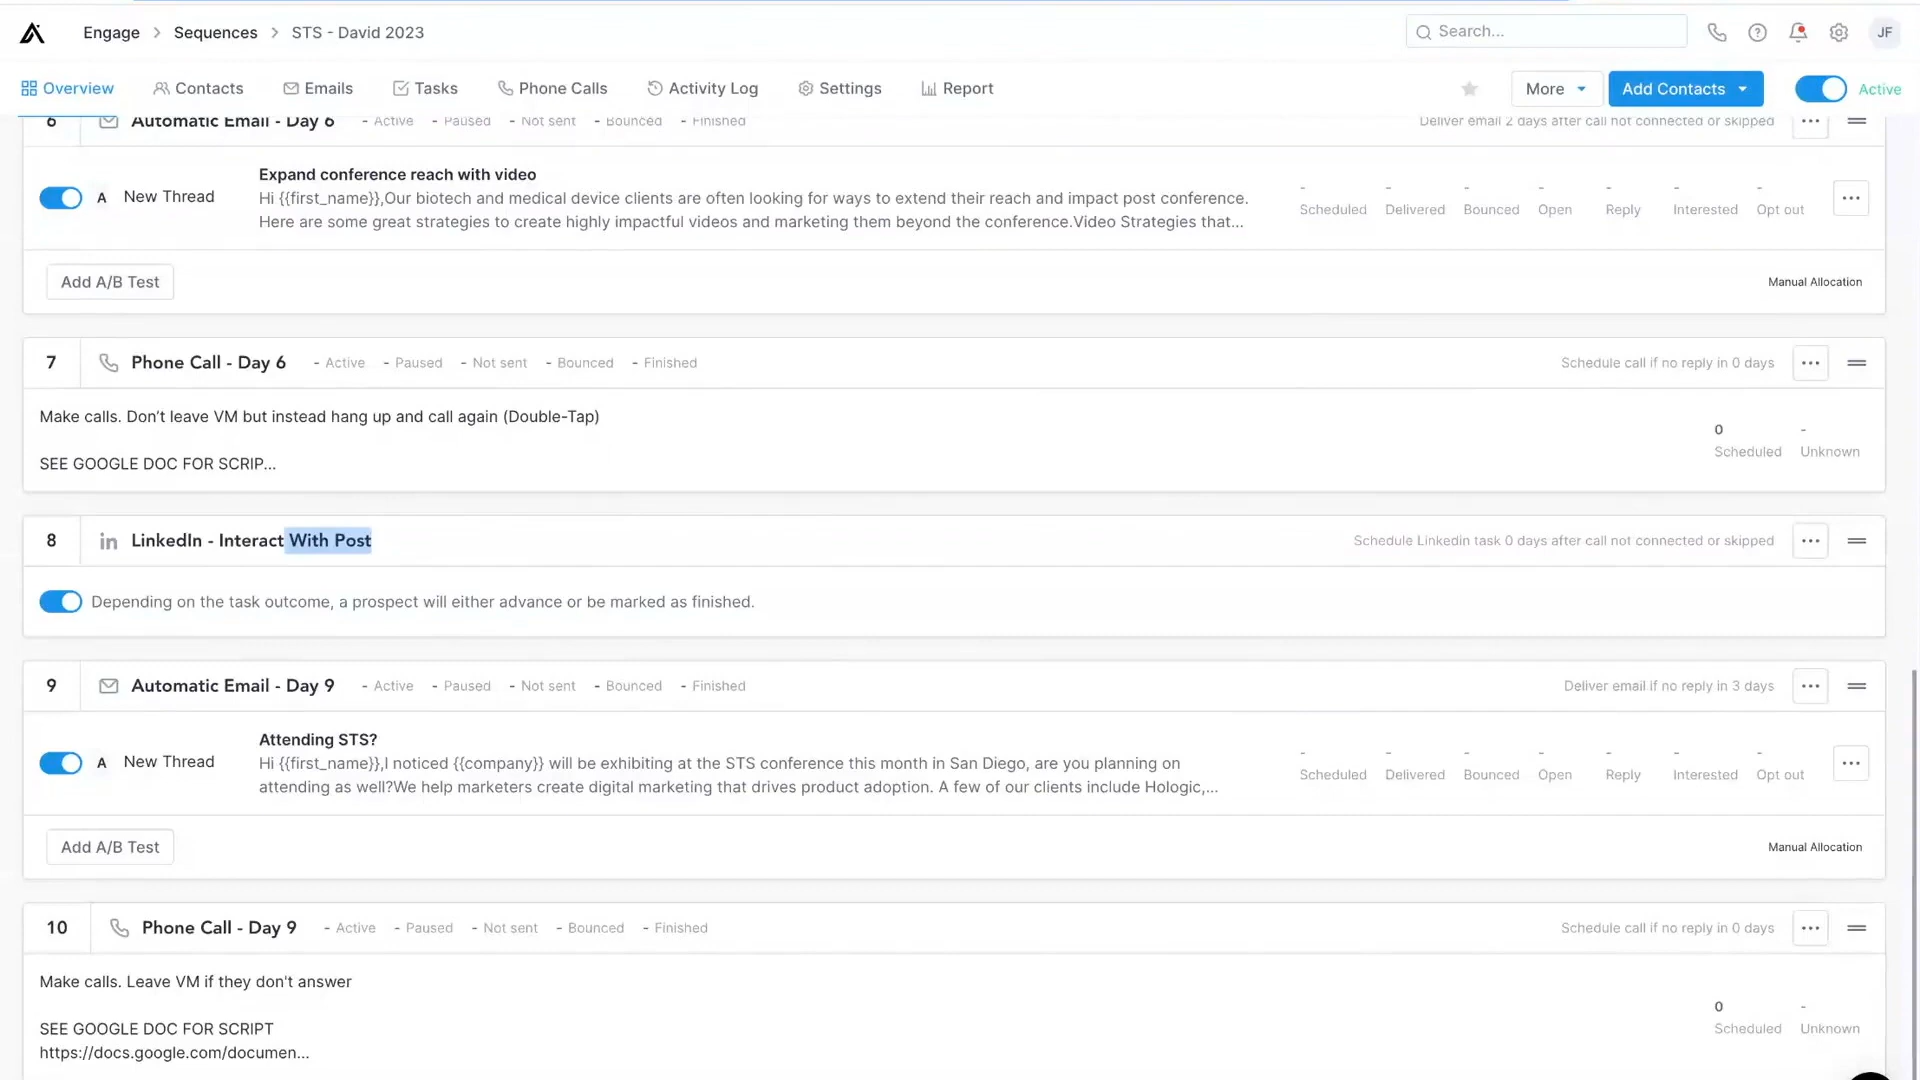 Engage > Sequences > STS - David 2023
Search...
JF
Overview Contacts Emails Tasks Phone Calls Activity Log Settings Report
More Add Contacts Active
6 Automatic Email - Day 6 - Active - Paused - Not sent - Bounced - Finished Deliver email 2 days after call not connected or skipped
Expand conference reach with video
A New Thread
Hi {{first_name}},Our biotech and medical device clients are often looking for ways to extend their reach and impact post conference.
Here are some great strategies to create highly impactful videos and marketing them beyond the conference.Video Strategies that...
- - - - - - -
Scheduled Delivered Bounced Open Reply Interested Opt out
Add A/B Test Manual Allocation
7 Phone Call - Day 6 - Active - Paused - Not sent - Bounced - Finished Schedule call if no reply in 0 days
Make calls. Don’t leave VM but instead hang up and call again (Double-Tap)
SEE GOOGLE DOC FOR SCRIP...
0 -
Scheduled Unknown
8 LinkedIn - Interact With Post Schedule Linkedin task 0 days after call not connected or skipped
Depending on the task outcome, a prospect will either advance or be marked as finished.
9 Automatic Email - Day 9 - Active - Paused - Not sent - Bounced - Finished Deliver email if no reply in 3 days
Attending STS?
A New Thread
Hi {{first_name}},I noticed {{company}} will be exhibiting at the STS conference this month in San Diego, are you planning on
attending as well?We help marketers create digital marketing that drives product adoption. A few of our clients include Hologic,...
- - - - - - -
Scheduled Delivered Bounced Open Reply Interested Opt out
Add A/B Test Manual Allocation
10 Phone Call - Day 9 - Active - Paused - Not sent - Bounced - Finished Schedule call if no reply in 0 days
Make calls. Leave VM if they don't answer
SEE GOOGLE DOC FOR SCRIPT
https://docs.google.com/documen...
0 -
Scheduled Unknown